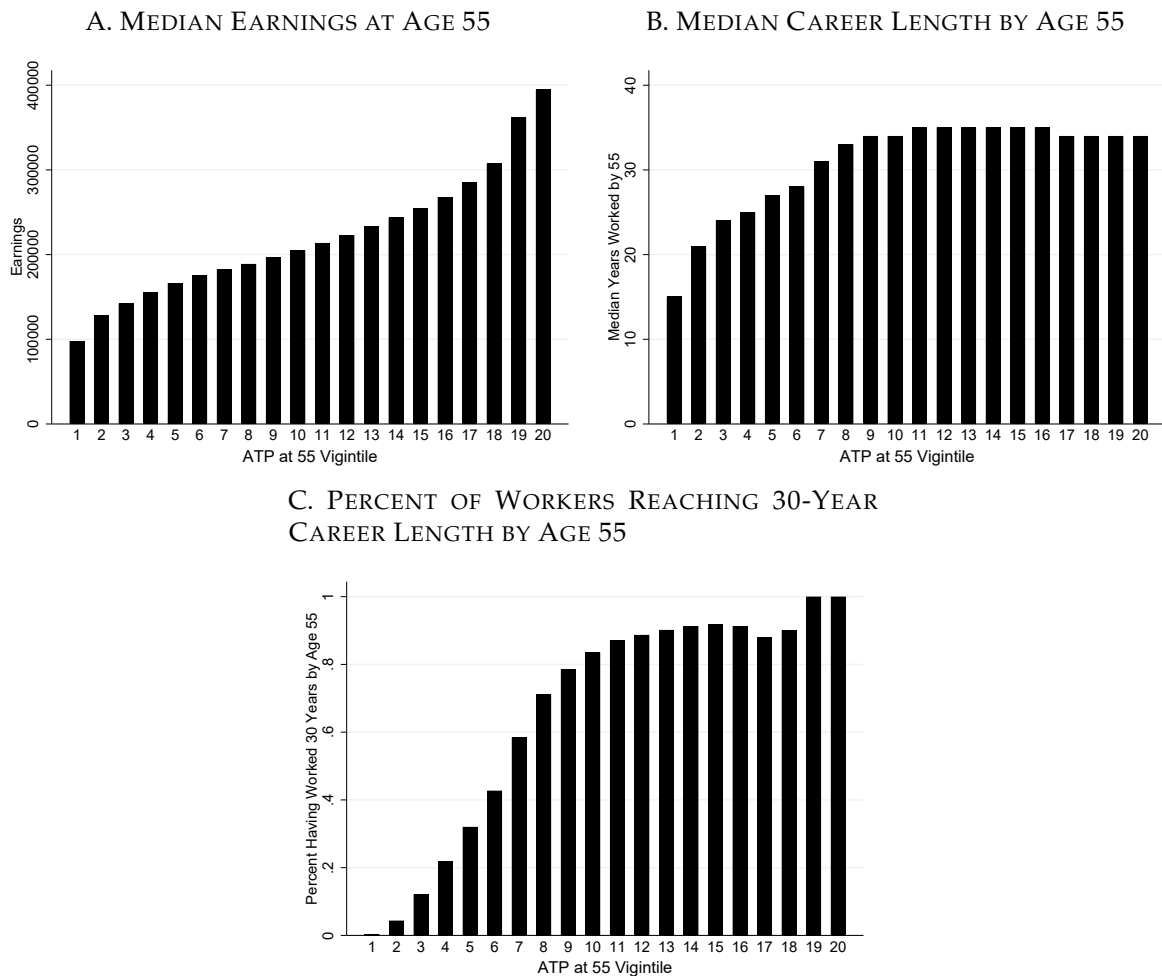 A. MEDIAN EARNINGS AT AGE 55
Earnings
400000
300000
200000
100000
0
1 2 3 4 5 6 7 8 9 10 11 12 13 14 15 16 17 18 19 20
ATP at 55 Vigintile
B. MEDIAN CAREER LENGTH BY AGE 55
Median Years Worked by 55
40
30
20
10
0
1 2 3 4 5 6 7 8 9 10 11 12 13 14 15 16 17 18 19 20
ATP at 55 Vigintile
C. PERCENT OF WORKERS REACHING 30-YEAR
CAREER LENGTH BY AGE 55
Percent Having Worked 30 Years by Age 55
1
.8
.6
.4
.2
0
1 2 3 4 5 6 7 8 9 10 11 12 13 14 15 16 17 18 19 20
ATP at 55 Vigintile